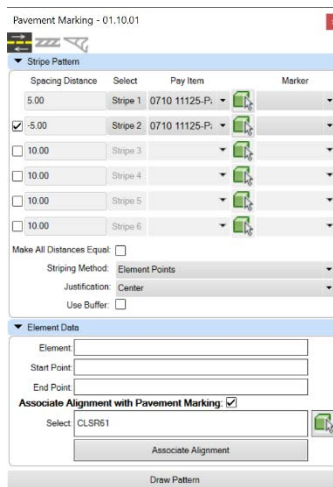 Pavement Marking - 01.10.01
Stripe Pattern
Spacing Distance Select Pay Item Marker
5.00 Stripe 1 0710 11125-P:
-5.00 Stripe 2 0710 11125-P:
10.00 Stripe 3
10.00 Stripe 4
10.00 Stripe 5
10.00 Stripe 6
Make All Distances Equal:
Striping Method: Element Points
Justification: Center
Use Buffer:
Element Data
Element:
Start Point:
End Point:
Associate Alignment with Pavement Marking:
Select: CLSR61
Associate Alignment
Draw Pattern